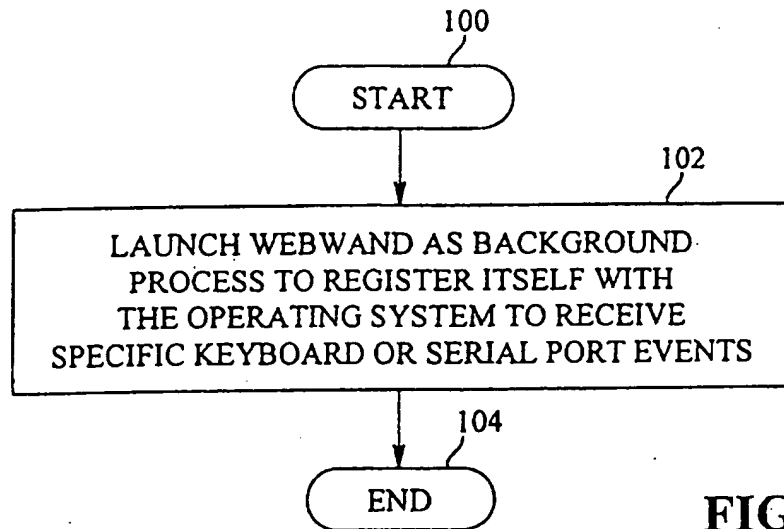 100
START
102
LAUNCH WEBWAND AS BACKGROUND
PROCESS TO REGISTER ITSELF WITH
THE OPERATING SYSTEM TO RECEIVE
SPECIFIC KEYBOARD OR SERIAL PORT EVENTS
104
END
FIG